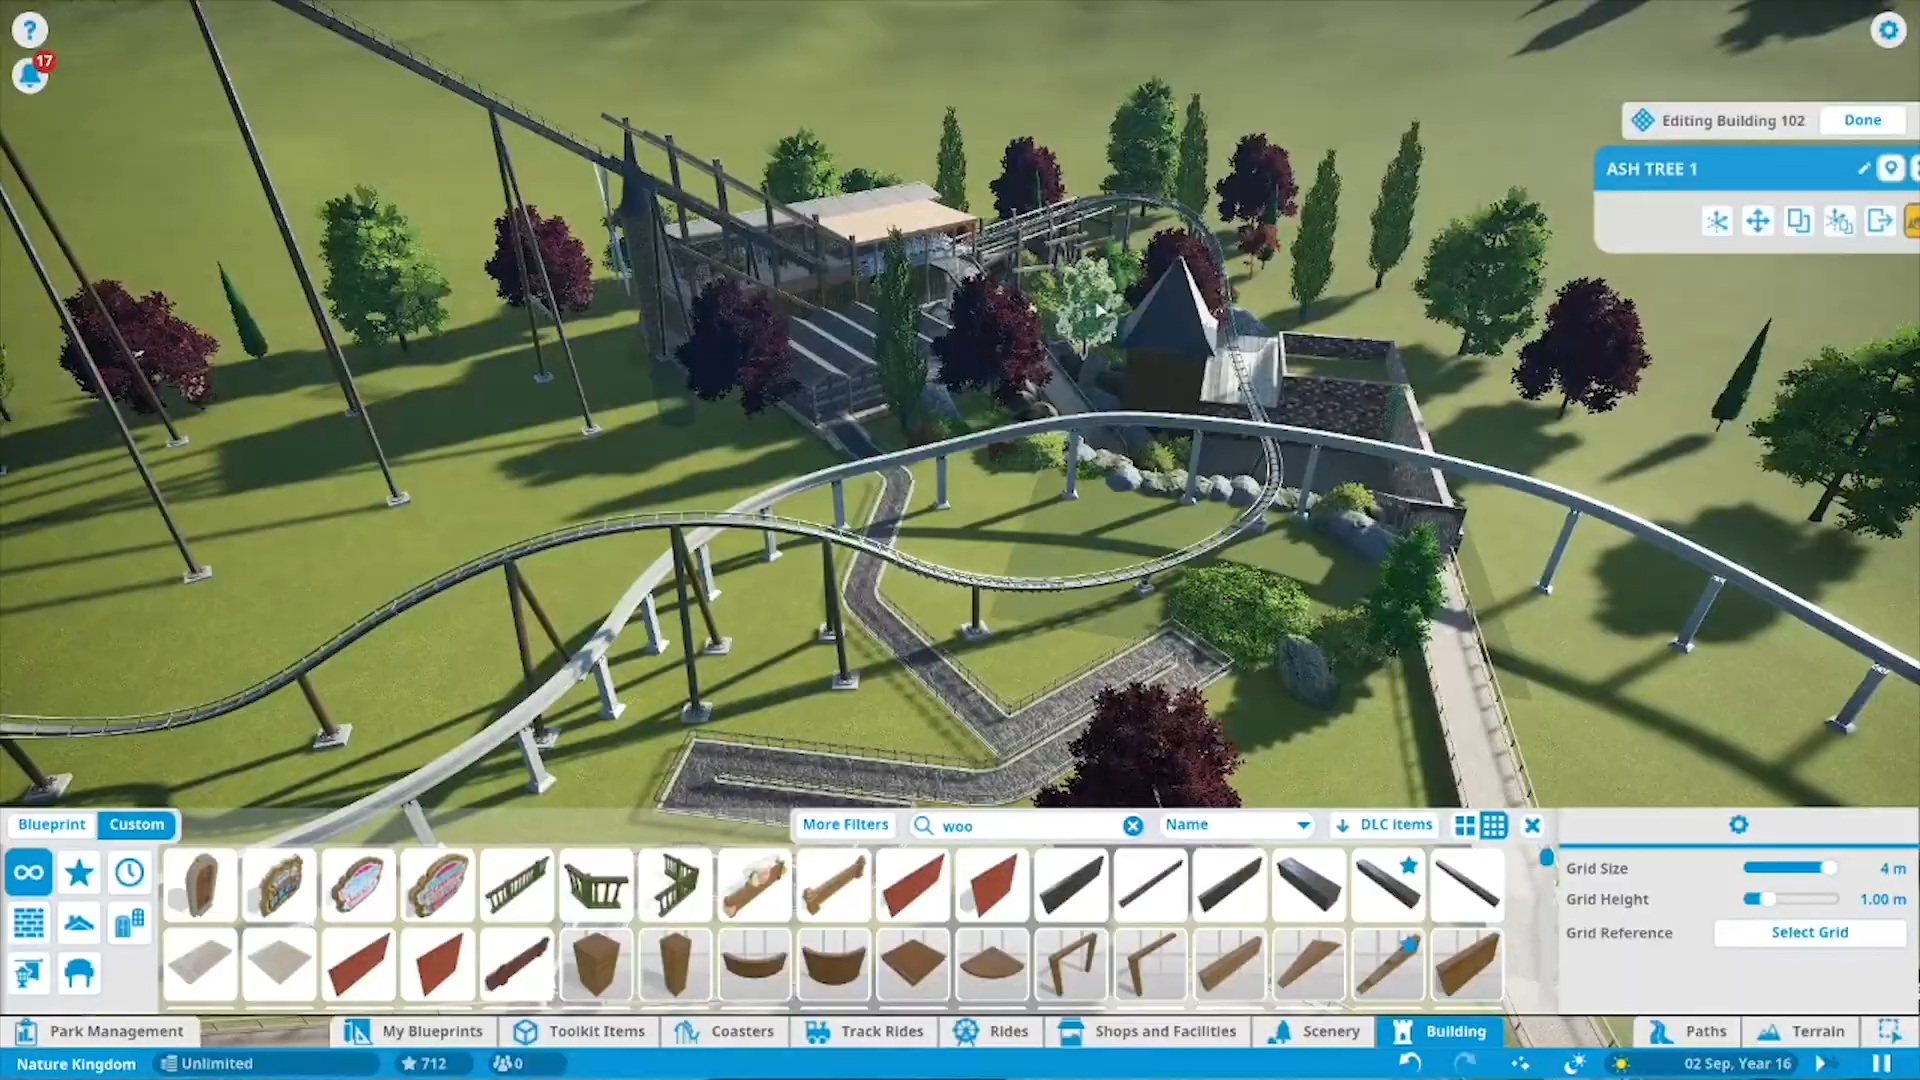 ?
17
Editing Building 102
Done
ASH TREE 1
Blueprint
Custom
More Filters
woo
Name
DLC items
Grid Size
4 m
Grid Height
1.00 m
Grid Reference
Select Grid
Park Management
My Blueprints
Toolkit Items
Coasters
Track Rides
Rides
Shops and Facilities
Scenery
Building
Paths
Terrain
Nature Kingdom
Unlimited
712
0
02 Sep, Year 16